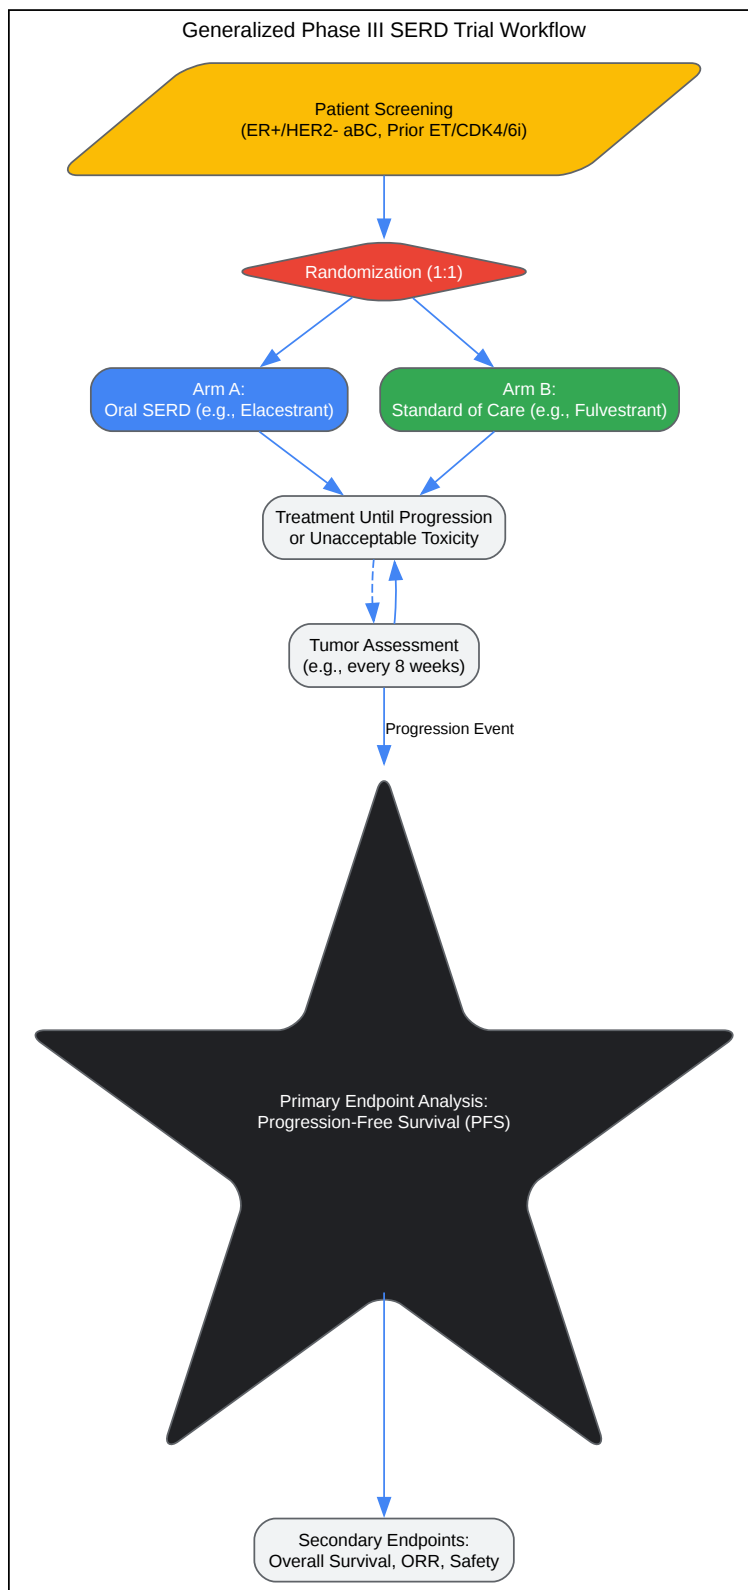 Generalized Phase III SERD Trial Workflow
Patient Screening
(ER+/HER2- aBC, Prior ET/CDK4/6i)
Randomization (1:1)
Arm A:
Oral SERD (e.g., Elacestrant)
Arm B:
Standard of Care (e.g., Fulvestrant)
Treatment Until Progression
or Unacceptable Toxicity
Tumor Assessment
(e.g., every 8 weeks)
Progression Event
Primary Endpoint Analysis:
Progression-Free Survival (PFS)
Secondary Endpoints:
Overall Survival, ORR, Safety